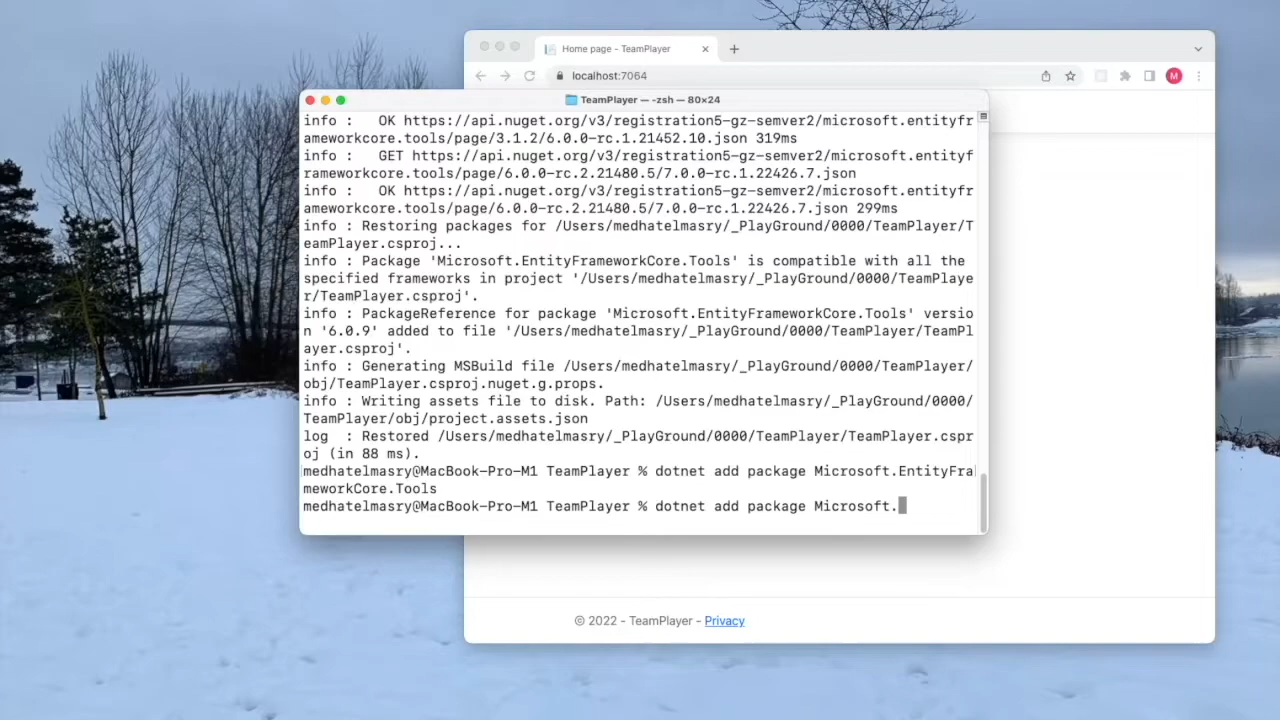 Home page - TeamPlayer
localhost:7064
M
TeamPlayer — -zsh — 80×24
info :   OK https://api.nuget.org/v3/registration5-gz-semver2/microsoft.entityfr
ameworkcore.tools/page/3.1.2/6.0.0-rc.1.21452.10.json 319ms
info :   GET https://api.nuget.org/v3/registration5-gz-semver2/microsoft.entityf
rameworkcore.tools/page/6.0.0-rc.2.21480.5/7.0.0-rc.1.22426.7.json
info :   OK https://api.nuget.org/v3/registration5-gz-semver2/microsoft.entityfr
ameworkcore.tools/page/6.0.0-rc.2.21480.5/7.0.0-rc.1.22426.7.json 299ms
info : Restoring packages for /Users/medhatelmasry/_PlayGround/0000/TeamPlayer/T
eamPlayer.csproj...
info : Package 'Microsoft.EntityFrameworkCore.Tools' is compatible with all the
specified frameworks in project '/Users/medhatelmasry/_PlayGround/0000/TeamPlaye
r/TeamPlayer.csproj'.
info : PackageReference for package 'Microsoft.EntityFrameworkCore.Tools' versio
n '6.0.9' added to file '/Users/medhatelmasry/_PlayGround/0000/TeamPlayer/TeamPl
ayer.csproj'.
info : Generating MSBuild file /Users/medhatelmasry/_PlayGround/0000/TeamPlayer/
obj/TeamPlayer.csproj.nuget.g.props.
info : Writing assets file to disk. Path: /Users/medhatelmasry/_PlayGround/0000/
TeamPlayer/obj/project.assets.json
log  : Restored /Users/medhatelmasry/_PlayGround/0000/TeamPlayer/TeamPlayer.cspr
oj (in 88 ms).
medhatelmasry@MacBook-Pro-M1 TeamPlayer % dotnet add package Microsoft.EntityFra
meworkCore.Tools
medhatelmasry@MacBook-Pro-M1 TeamPlayer % dotnet add package Microsoft.
© 2022 - TeamPlayer - Privacy